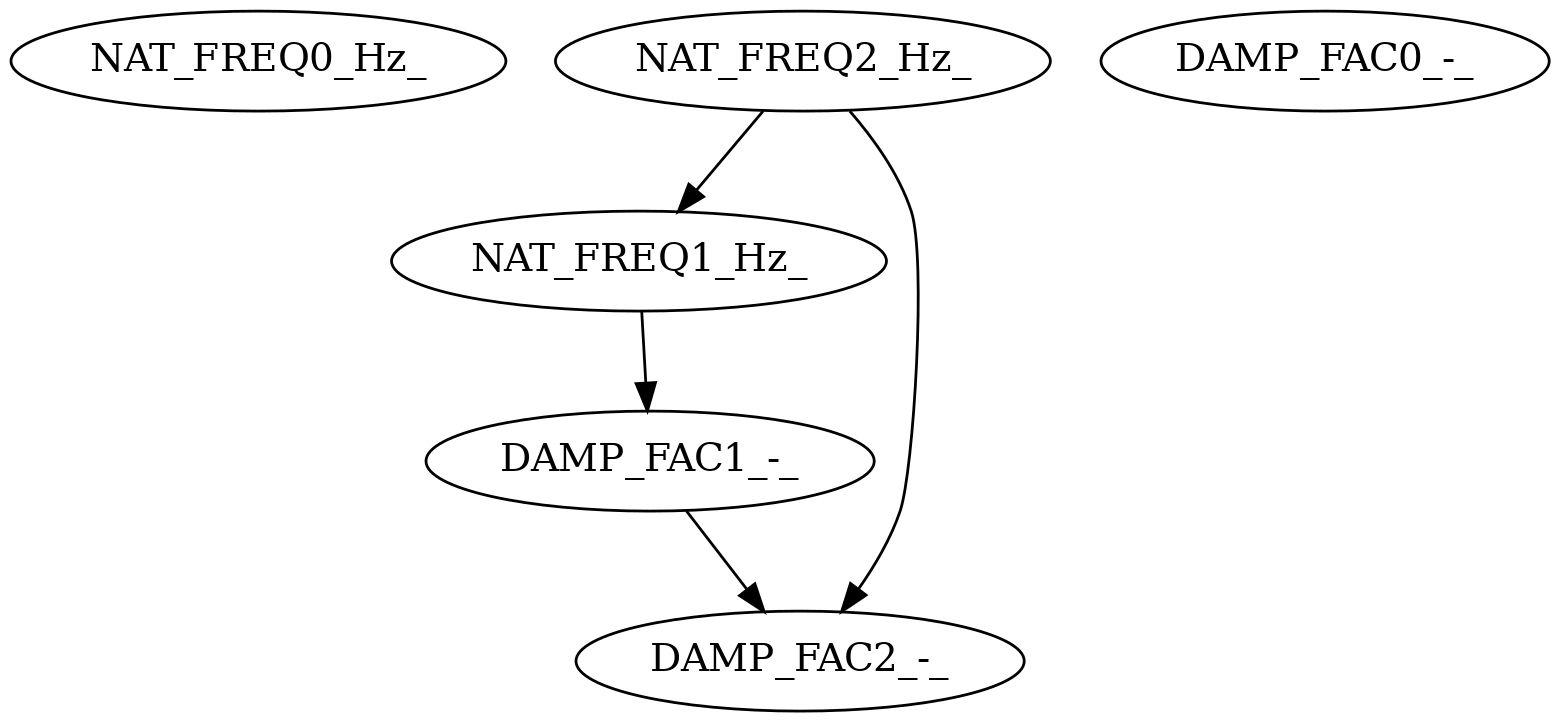 NAT_FREQ0_Hz_
NAT_FREQ2_Hz_
DAMP_FAC0_-_
NAT_FREQ1_Hz_
DAMP_FAC1_-_
DAMP_FAC2_-_